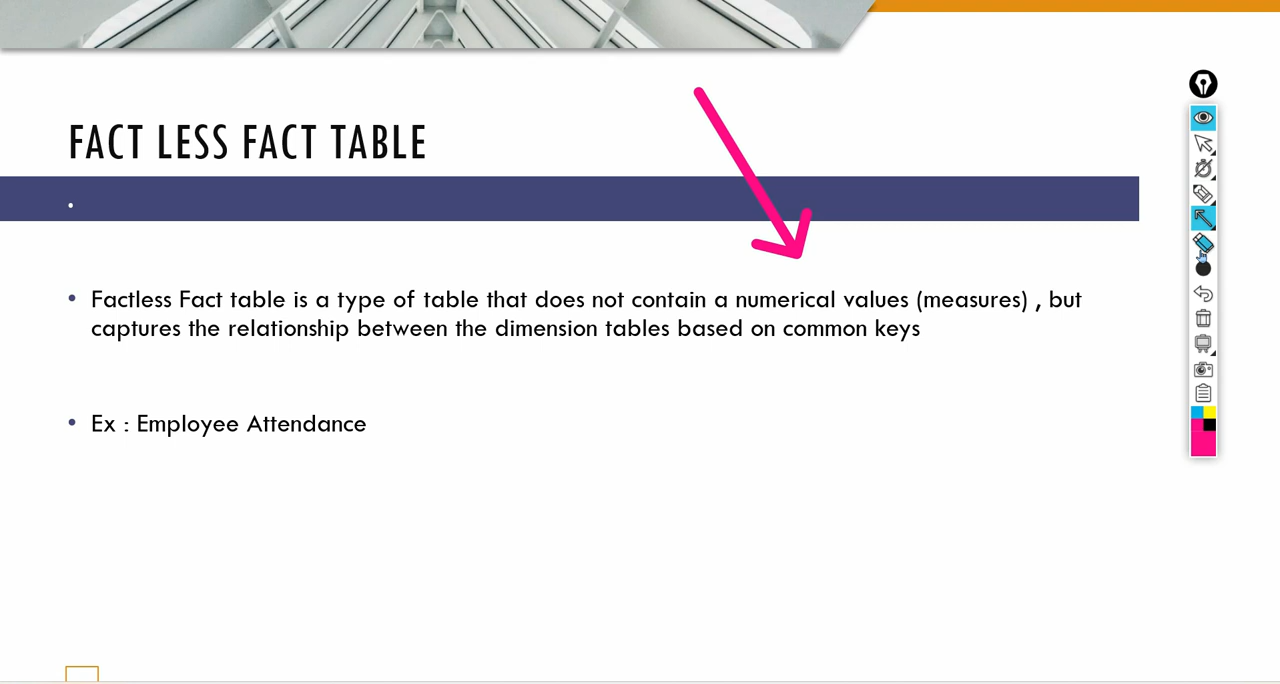 FACT LESS FACT TABLE
• Factless Fact table is a type of table that does not contain a numerical values (measures) , but
captures the relationship between the dimension tables based on common keys
• Ex : Employee Attendance